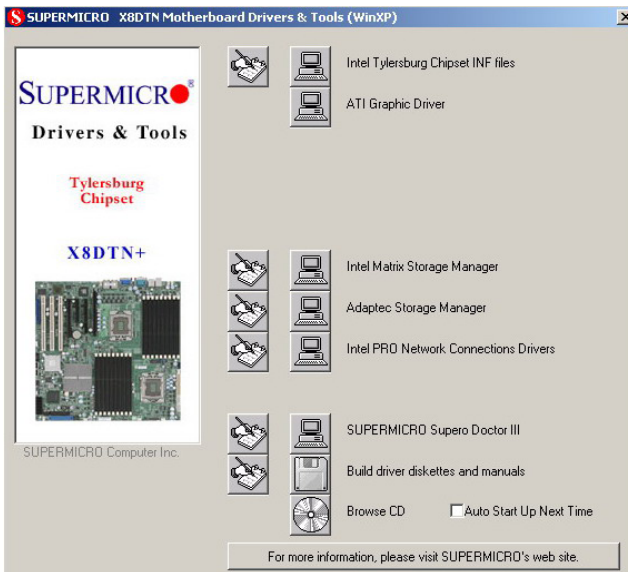 SUPERMICRO X8DTN Motherboard Drivers & Tools (WinXP)
SUPERMICRO®
Drivers & Tools
Tylersburg
Chipset
X8DTN+
SUPERMICRO Computer Inc.
Intel Tylersburg Chipset INF files
ATI Graphic Driver
Intel Matrix Storage Manager
Adaptec Storage Manager
Intel PRO Network Connections Drivers
SUPERMICRO Supero Doctor III
Build driver diskettes and manuals
Browse CD
Auto Start Up Next Time
For more information, please visit SUPERMICRO's web site.